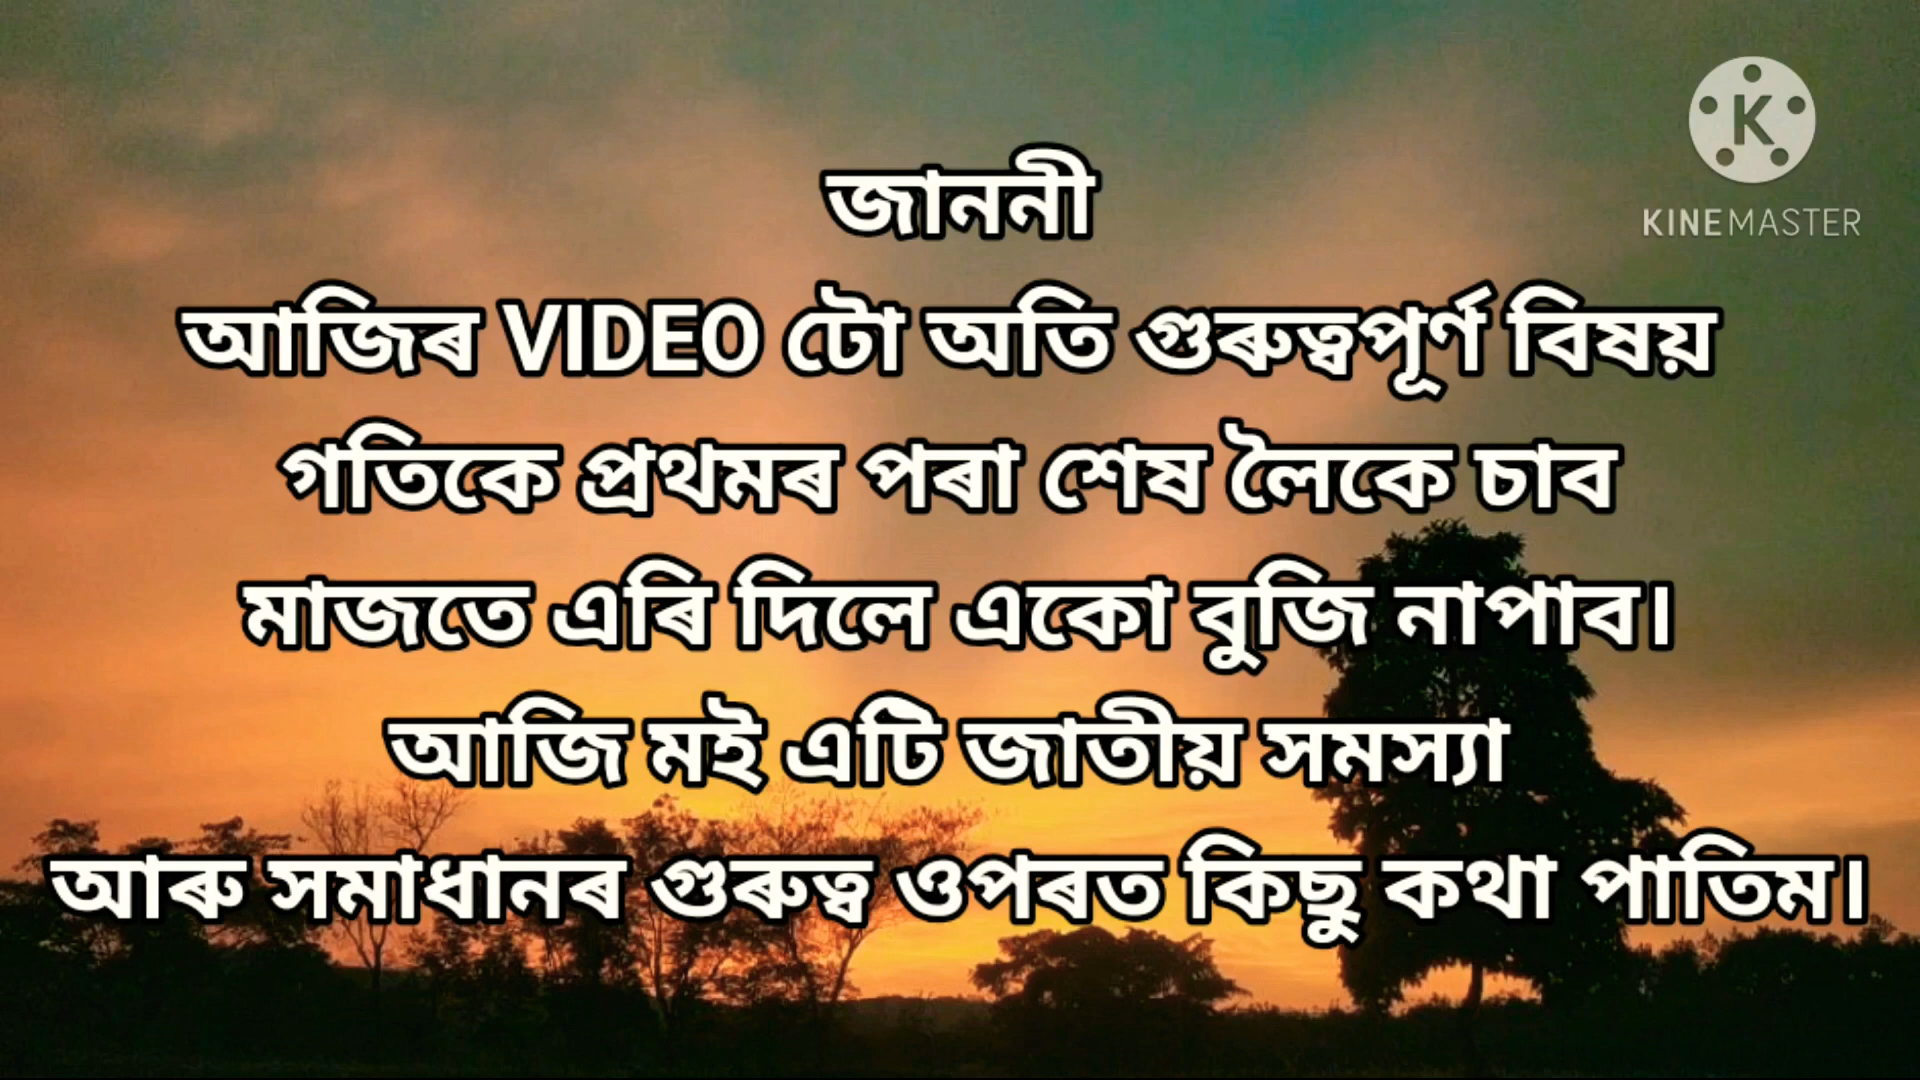 জাননী
আজিৰ VIDEO টো অতি গুৰুত্বপূৰ্ণ বিষয়
গতিকে প্ৰথমৰ পৰা শেষ লৈকে চাব
মাজতে এৰি দিলে একো বুজি নাপাব।
আজি মই এটি জাতীয় সমস্যা
আৰু সমাধানৰ গুৰুত্ব ওপৰত কিছু কথা পাতিম।
K
KINEMASTER